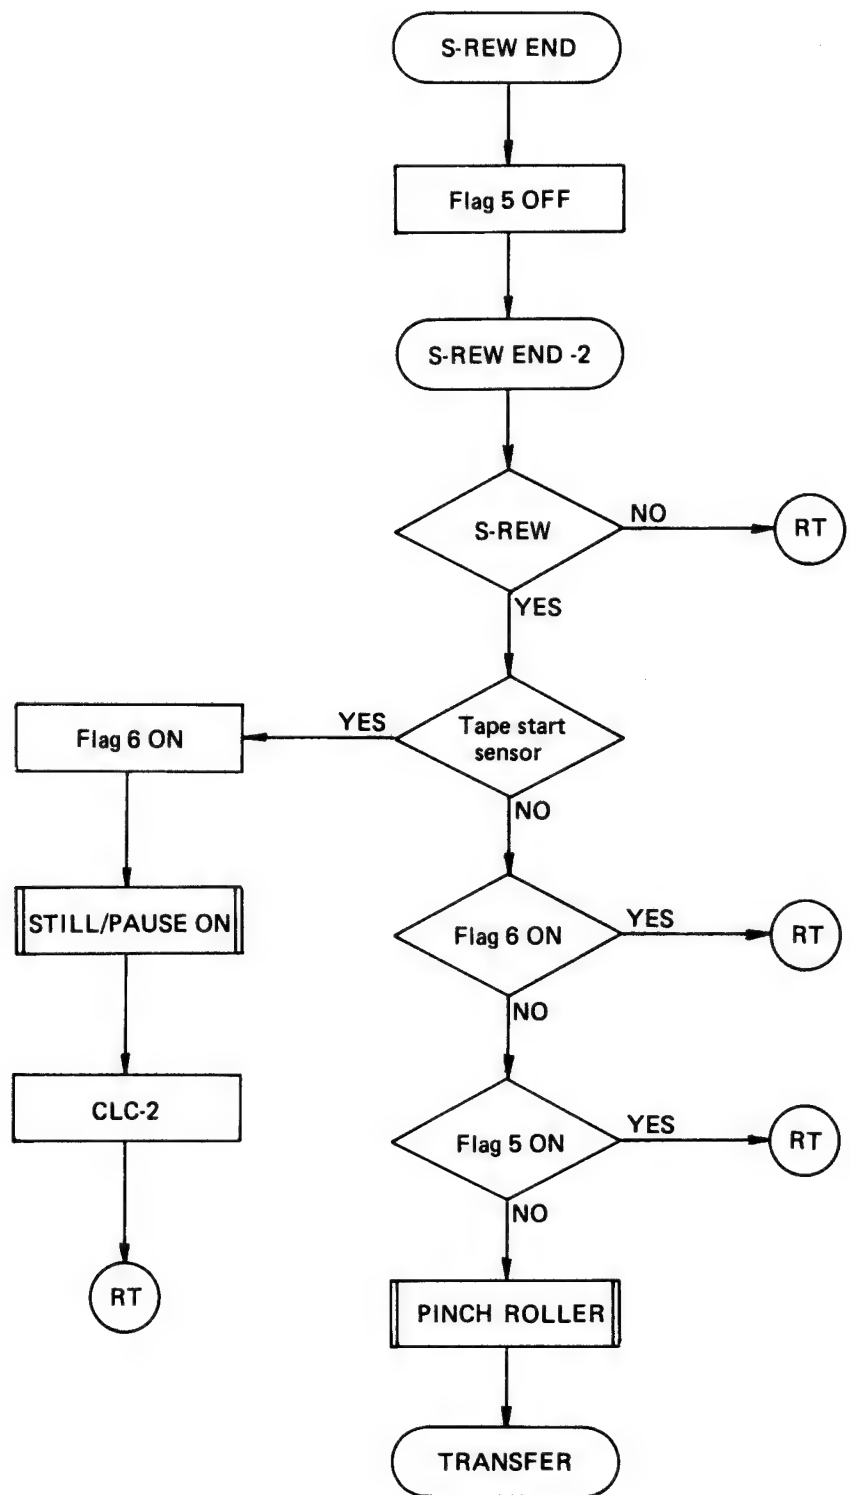 S-REW END
Flag 5 OFF
S-REW END -2
S-REW
NO
RT
YES
Tape start
sensor
YES
Flag 6 ON
NO
STILL/PAUSE ON
Flag 6 ON
YES
RT
NO
CLC-2
Flag 5 ON
YES
RT
NO
RT
PINCH ROLLER
TRANSFER